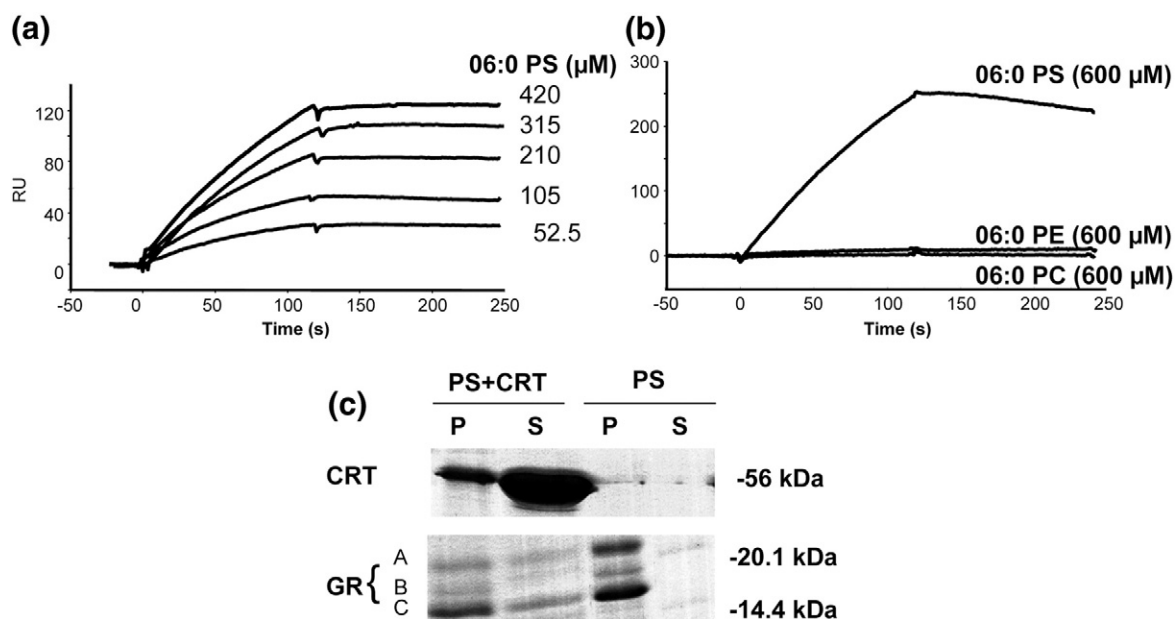 (a)
06:0 PS (µM)
420
315
210
105
52.5
120
80
40
0
RU
-50 0 50 100 150 200 250
Time (s)
(b)
300
250
200
100
0
06:0 PS (600 µM)
06:0 PE (600 µM)
06:0 PC (600 µM)
-50 0 50 100 150 200 250
Time (s)
(c)
PS+CRT PS
P S P S
CRT
-56 kDa
GR {
A
B
C
-20.1 kDa
-14.4 kDa